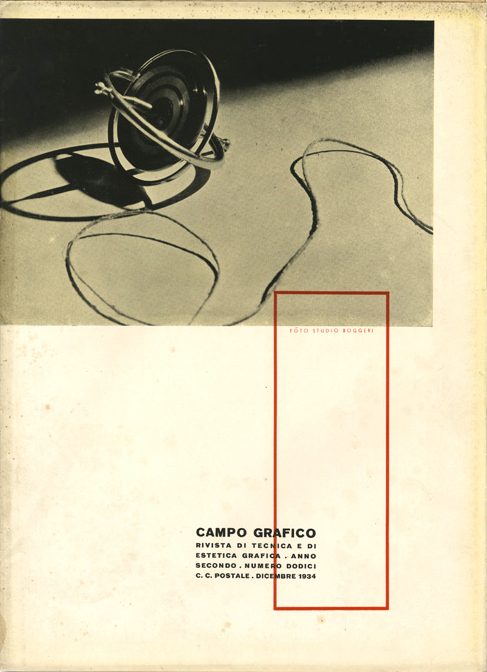 FOTO STUDIO BOGGERI
CAMPO GRAFICO
RIVISTA DI TECNICA E DI
ESTETICA GRAFICA . ANNO
SECONDO . NUMERO DODICI
C. C. POSTALE . DICEMBRE 1934